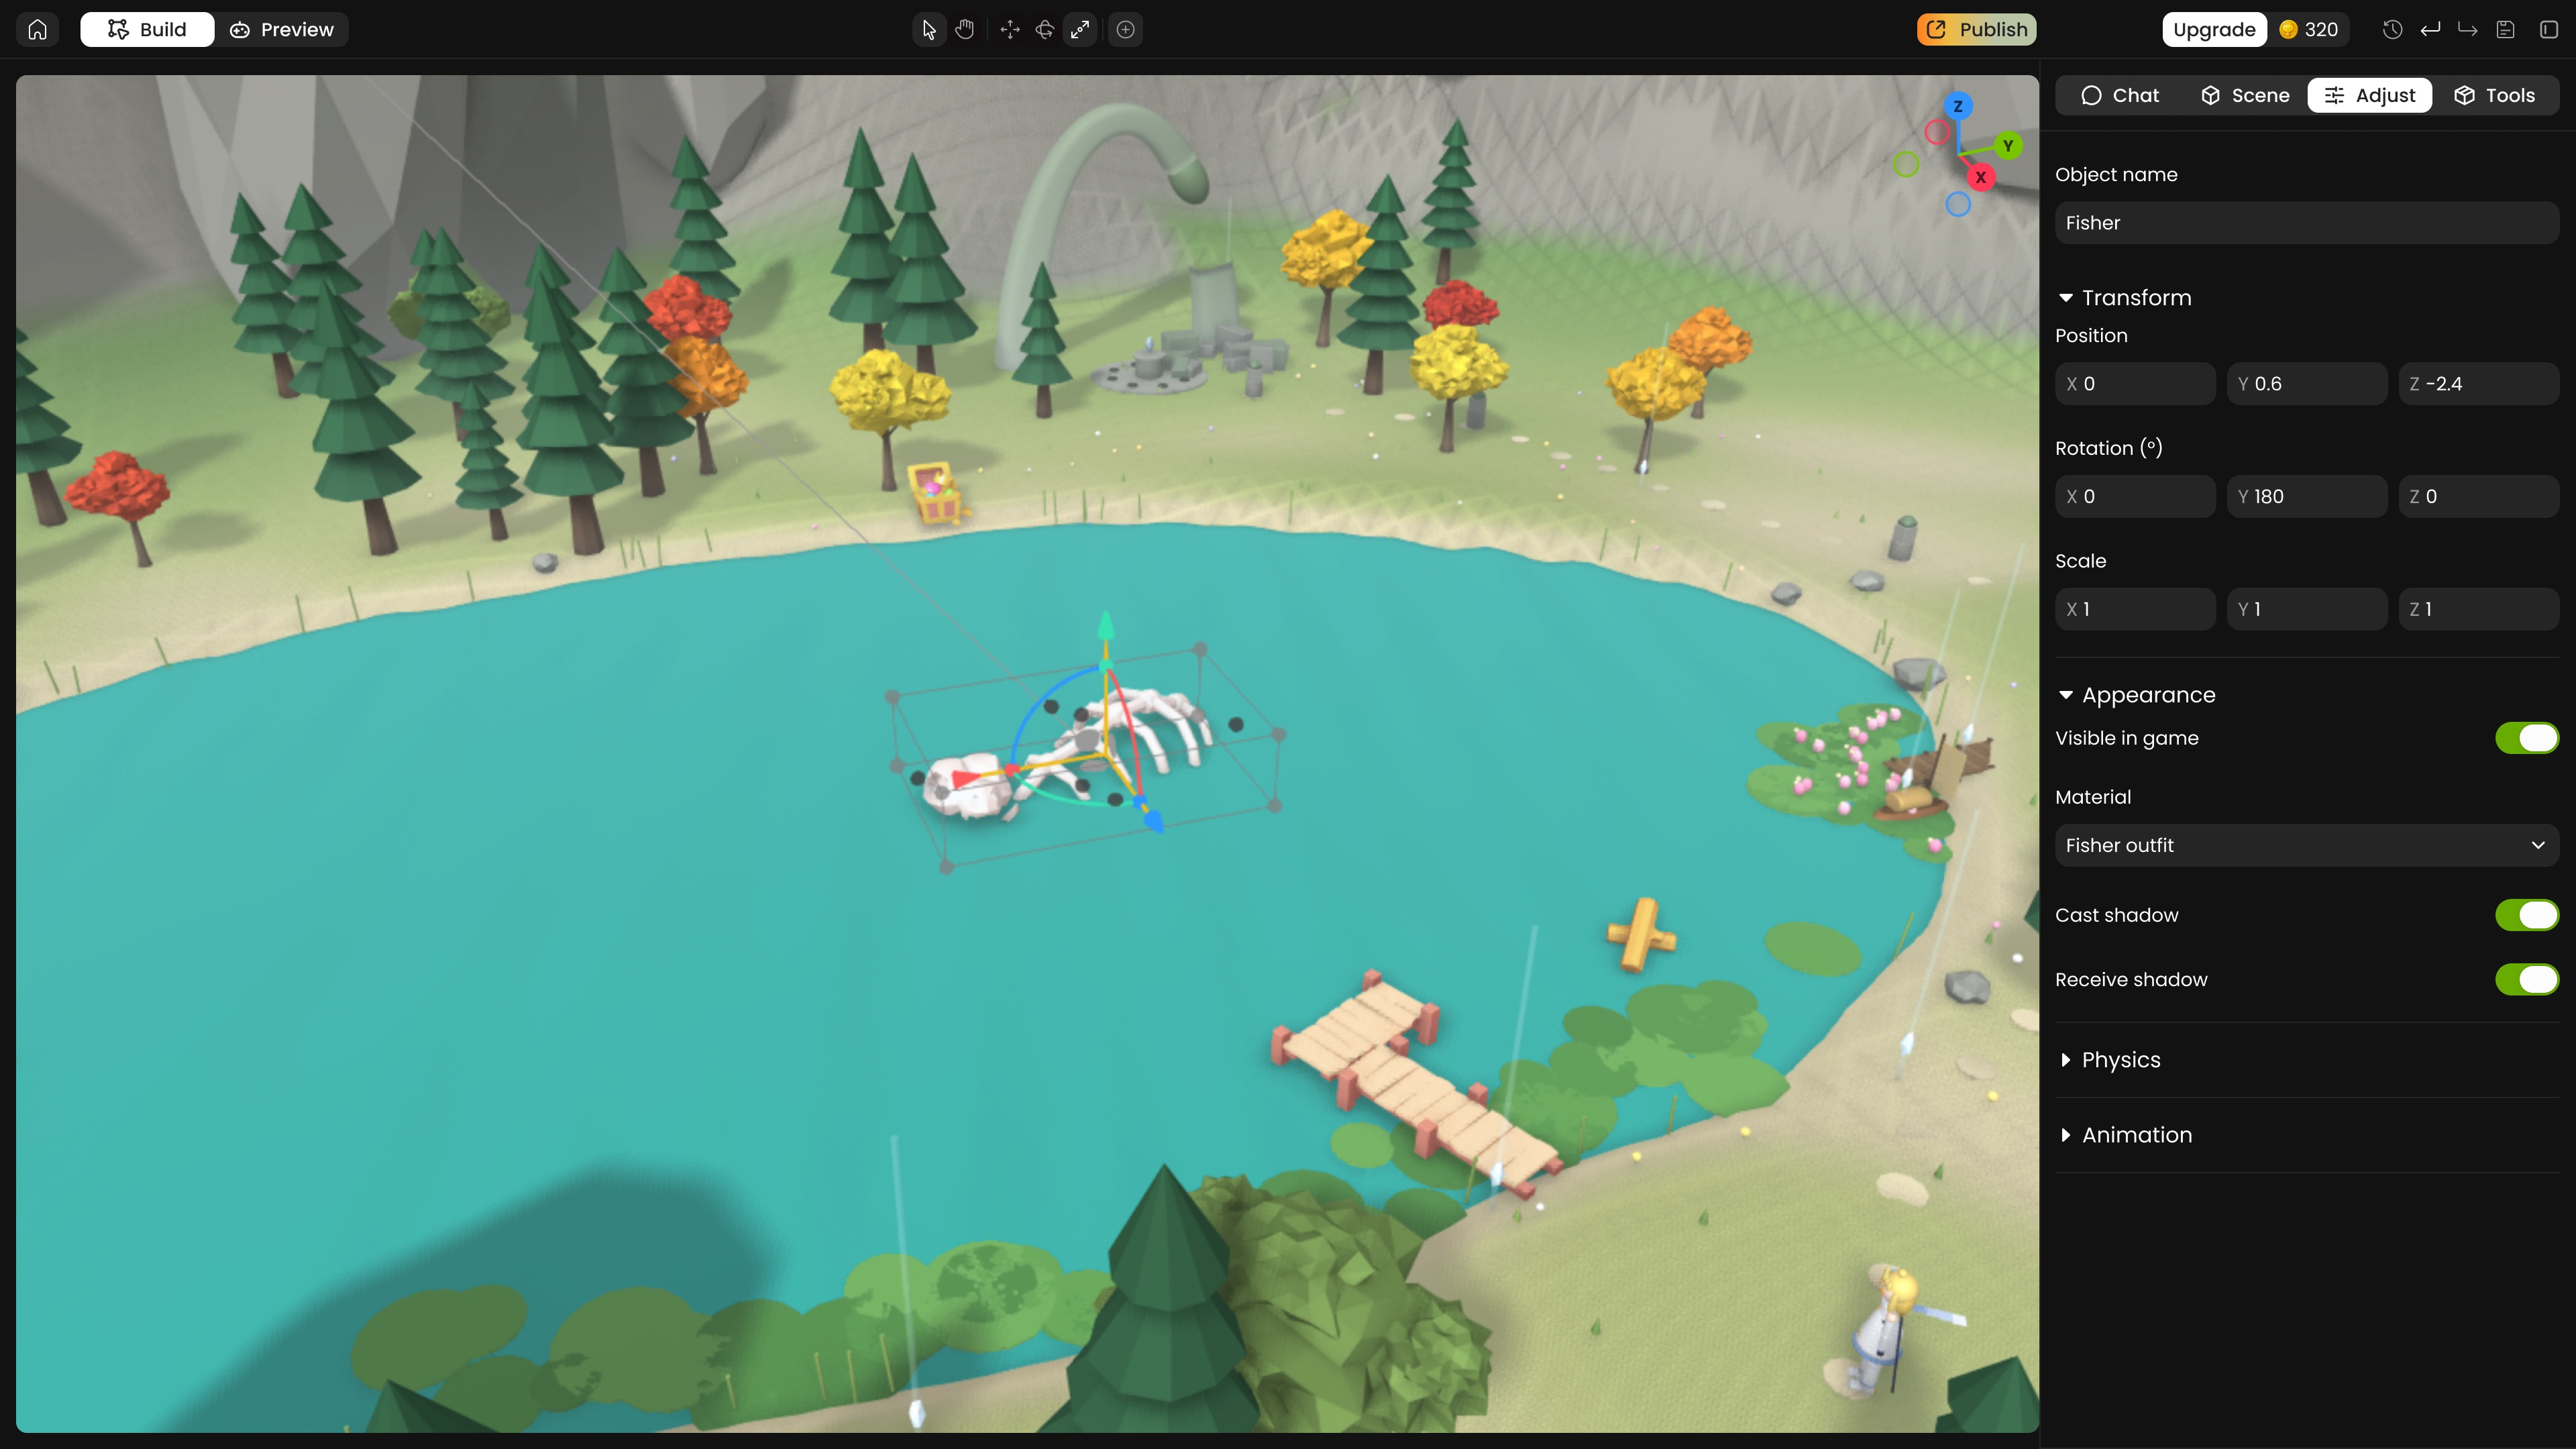 Build Preview Publish Upgrade 320
Chat Scene Adjust Tools
Z
Y
X
Object name
Fisher
Transform
Position
X 0 Y 0.6 Z -2.4
Rotation (°)
X 0 Y 180 Z 0
Scale
X 1 Y 1 Z 1
Appearance
Visible in game
Material
Fisher outfit
Cast shadow
Receive shadow
Physics
Animation